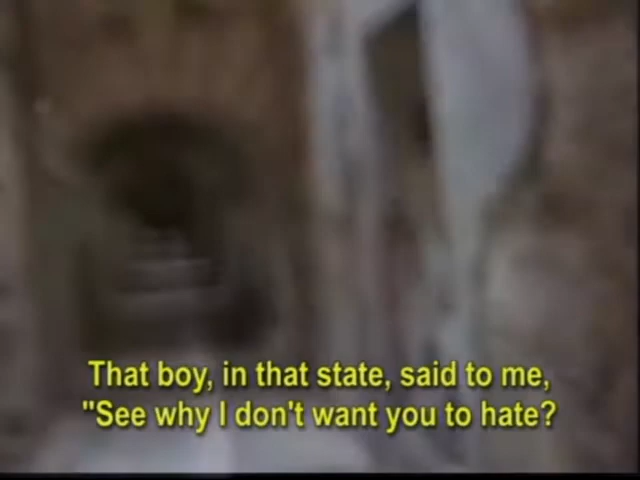 That boy, in that state, said to me,
"See why I don't want you to hate?